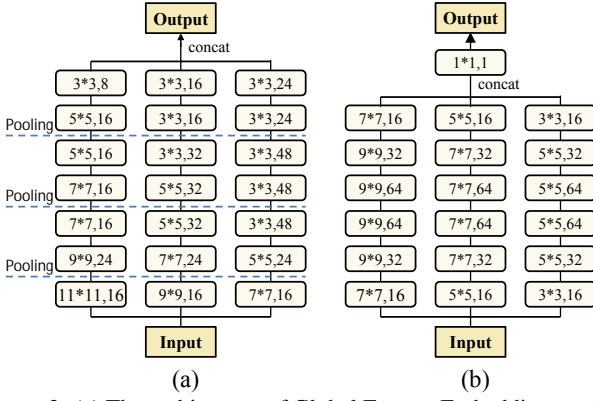 Output
concat
3*3,8 3*3,16 3*3,24
5*5,16 3*3,16 3*3,24
Pooling
5*5,16 3*3,32 3*3,48
7*7,16 5*5,32 3*3,48
Pooling
7*7,16 5*5,32 3*3,48
9*9,24 7*7,24 5*5,24
Pooling
11*11,16 9*9,16 7*7,16
Input
(a)
Output
1*1,1
concat
7*7,16 5*5,16 3*3,16
9*9,32 7*7,32 5*5,32
9*9,64 7*7,64 5*5,64
9*9,64 7*7,64 5*5,64
9*9,32 7*7,32 5*5,32
7*7,16 5*5,16 3*3,16
Input
(b)